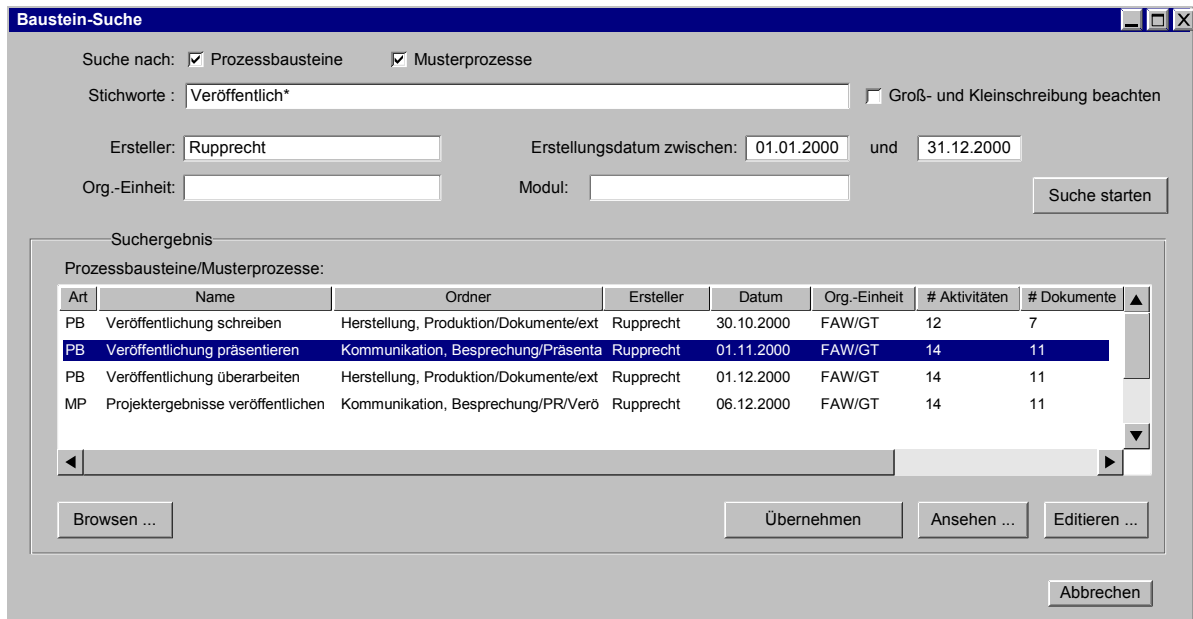 Baustein-Suche
Suche nach: Prozessbausteine Musterprozesse
Stichworte : Veröffentlich* Groß- und Kleinschreibung beachten
Ersteller: Rupprecht Erstellungsdatum zwischen: 01.01.2000 und 31.12.2000
Org.-Einheit: Modul:
Suche starten
Suchergebnis
Prozessbausteine/Musterprozesse:
Art Name Ordner Ersteller Datum Org.-Einheit # Aktivitäten # Dokumente
PB Veröffentlichung schreiben Herstellung, Produktion/Dokumente/ext Rupprecht 30.10.2000 FAW/GT 12 7
PB Veröffentlichung präsentieren Kommunikation, Besprechung/Präsenta Rupprecht 01.11.2000 FAW/GT 14 11
PB Veröffentlichung überarbeiten Herstellung, Produktion/Dokumente/ext Rupprecht 01.12.2000 FAW/GT 14 11
MP Projektergebnisse veröffentlichen Kommunikation, Besprechung/PR/Verö Rupprecht 06.12.2000 FAW/GT 14 11
Browsen ... Übernehmen Ansehen ... Editieren ...
Abbrechen